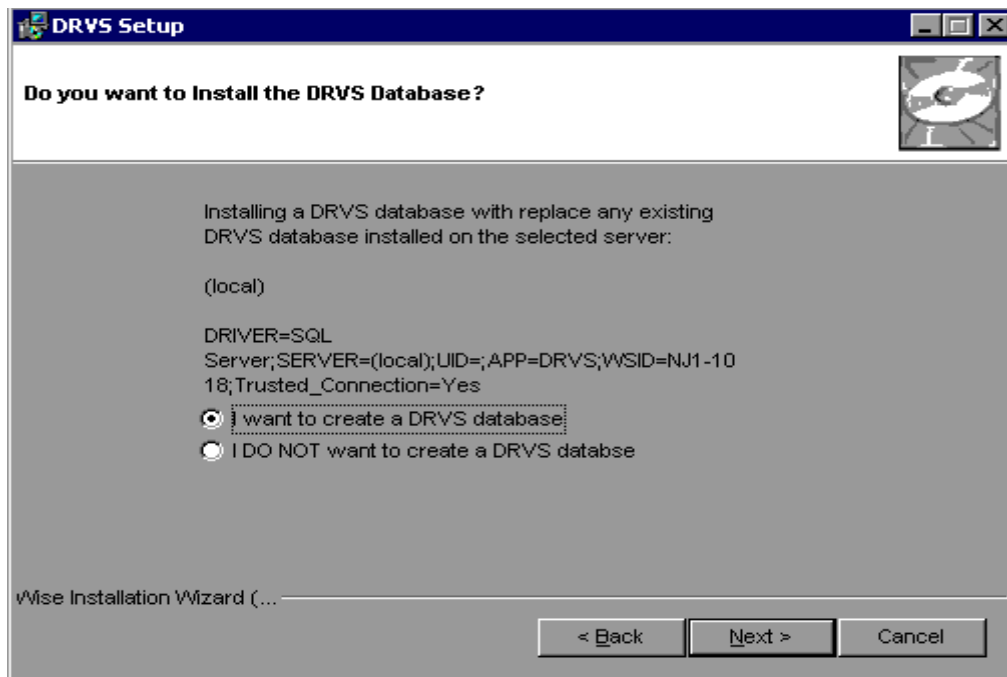 DRVS Setup
Do you want to Install the DRVS Database?
Installing a DRVS database with replace any existing
DRVS database installed on the selected server:
(local)
DRIVER=SQL
Server;SERVER=(local);UID=;APP=DRVS;WSID=NJ1-10
18;Trusted_Connection=Yes
I want to create a DRVS database
I DO NOT want to create a DRVS databse
Wise Installation Wizard (...
< Back
Next >
Cancel